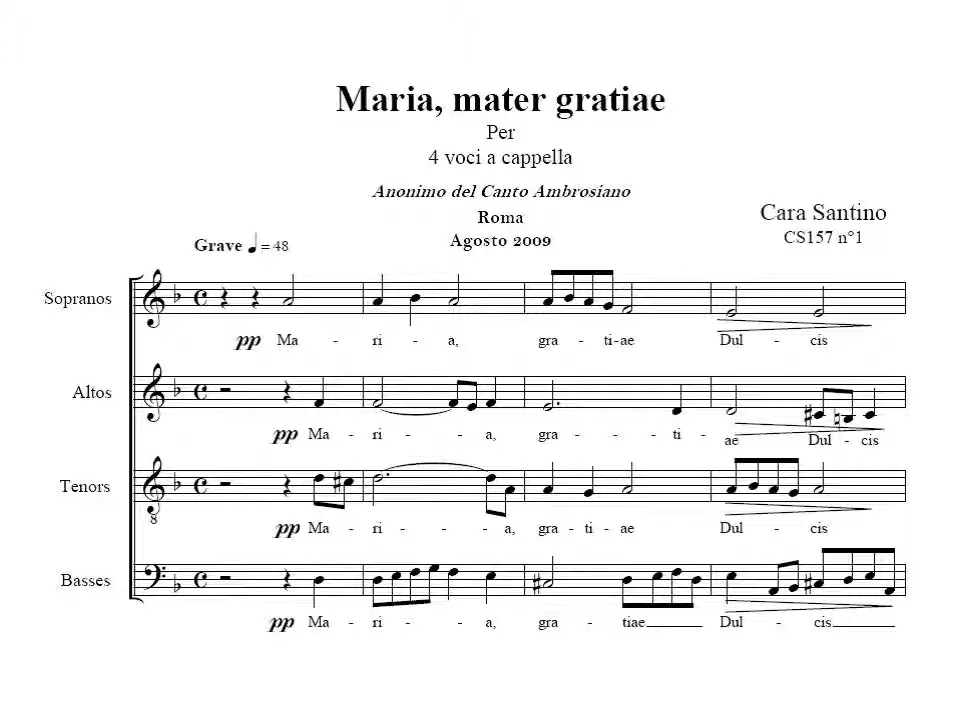 Maria, mater gratiae
Per
4 voci a cappella
Anonimo del Canto Ambrosiano
Roma
Agosto 2009
Cara Santino
CS157 n°1
Grave ♩= 48
Sopranos
pp Ma - ri - a, gra - ti-ae Dul - cis
Altos
pp Ma - ri - - a, gra - - - ti - ae Dul - cis
Tenors
8
pp Ma - ri - - - a, gra - ti - ae Dul - cis
Basses
pp Ma - ri - - a, gra - tiae____ Dul - cis____